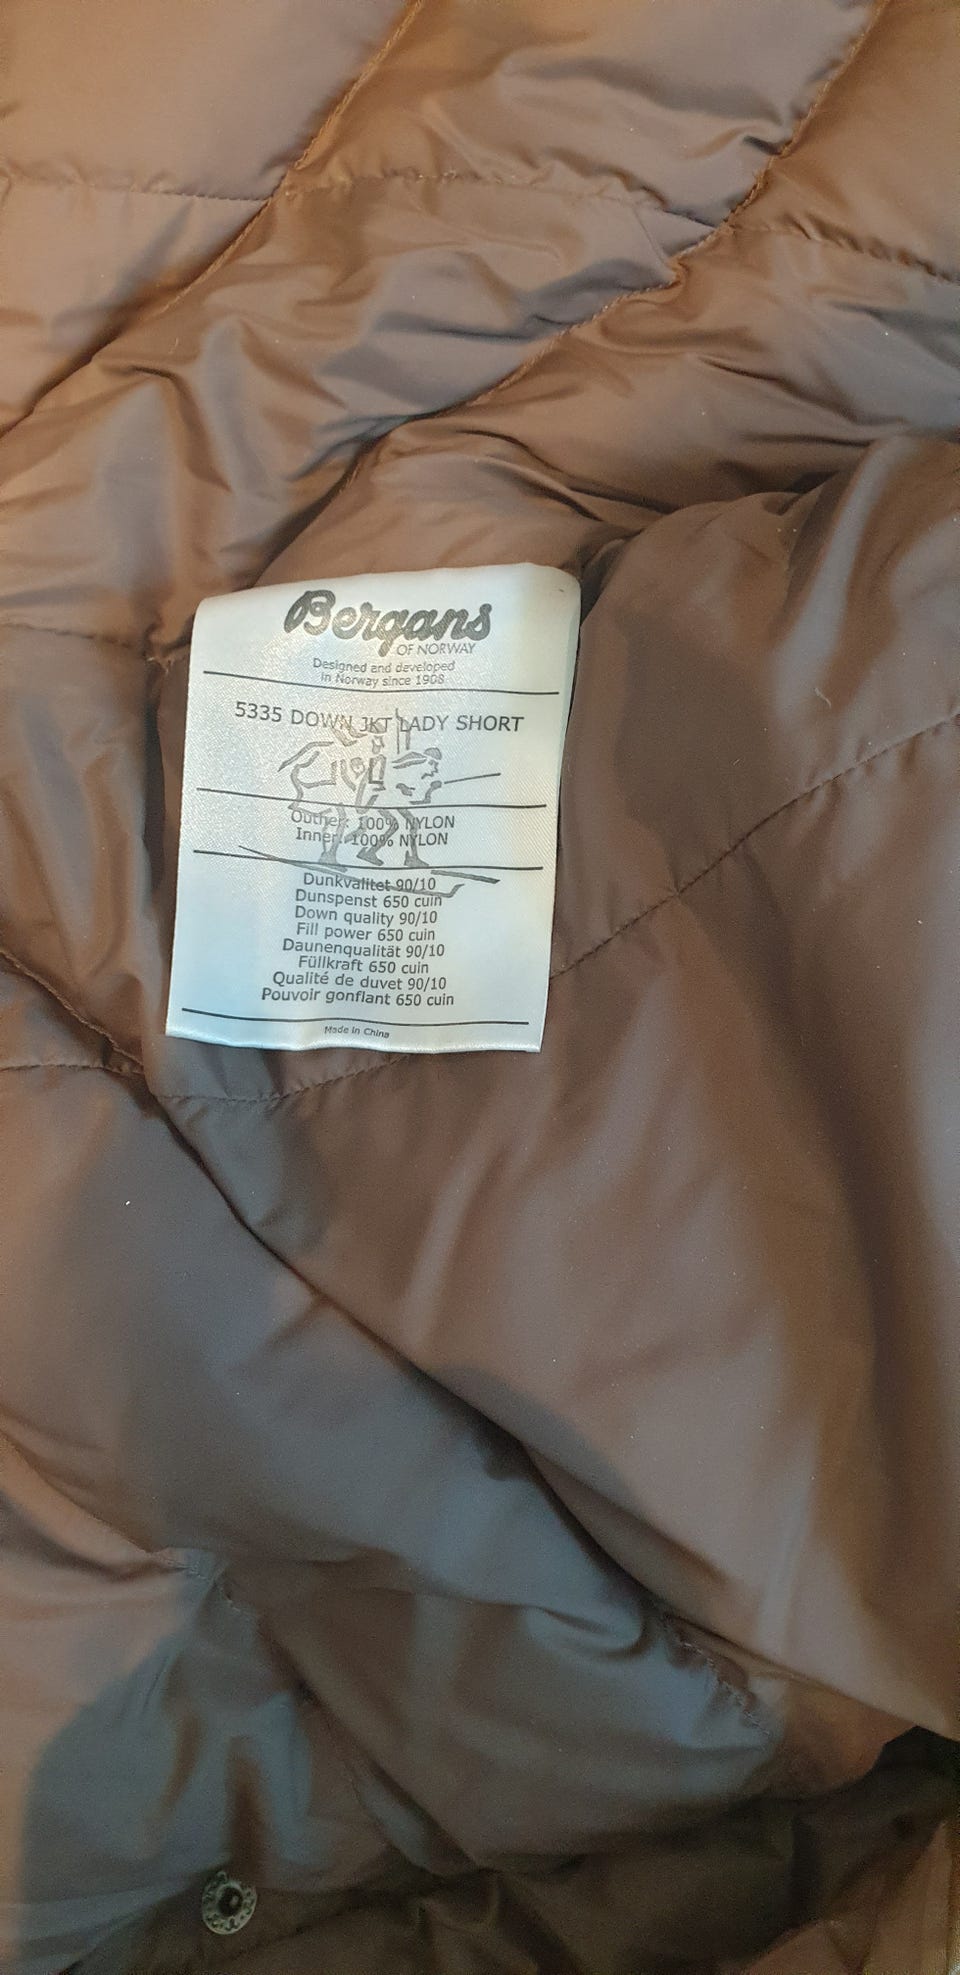 Bergans
OF NORWAY
Designed and developed
in Norway since 1908
5335 DOWN JKT LADY SHORT
Outher: 100% NYLON
Inner: 100% NYLON
Dunkvalitet 90/10
Dunspenst 650 cuin
Down quality 90/10
Fill power 650 cuin
Daunenqualität 90/10
Füllkraft 650 cuin
Qualité de duvet 90/10
Pouvoir gonflant 650 cuin
Made in China